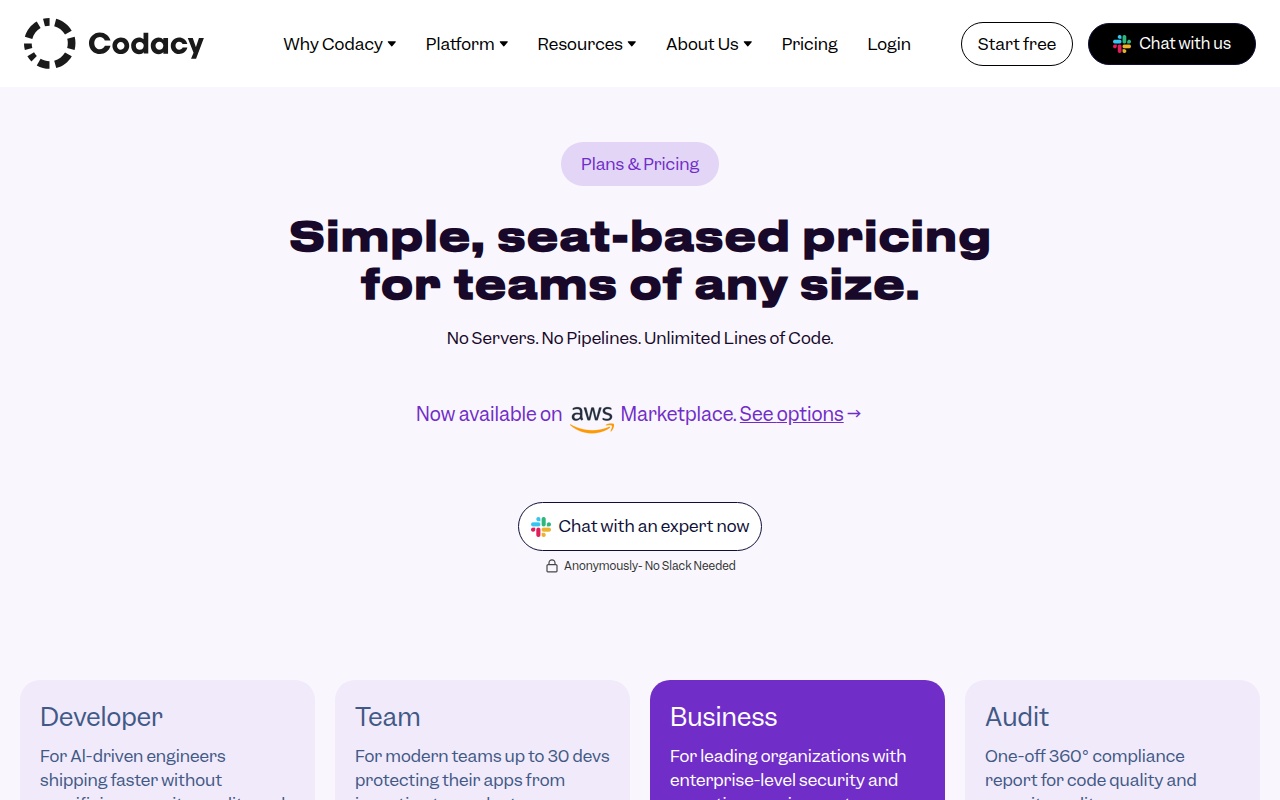 Codacy
Why Codacy
Platform
Resources
About Us
Pricing
Login
Start free
Chat with us
Plans & Pricing
Simple, seat-based pricing
for teams of any size.
No Servers. No Pipelines. Unlimited Lines of Code.
Now available on aws Marketplace. See options →
Chat with an expert now
Anonymously- No Slack Needed
Developer
For AI-driven engineers
shipping faster without
Team
For modern teams up to 30 devs
protecting their apps from
Business
For leading organizations with
enterprise-level security and
Audit
One-off 360° compliance
report for code quality and